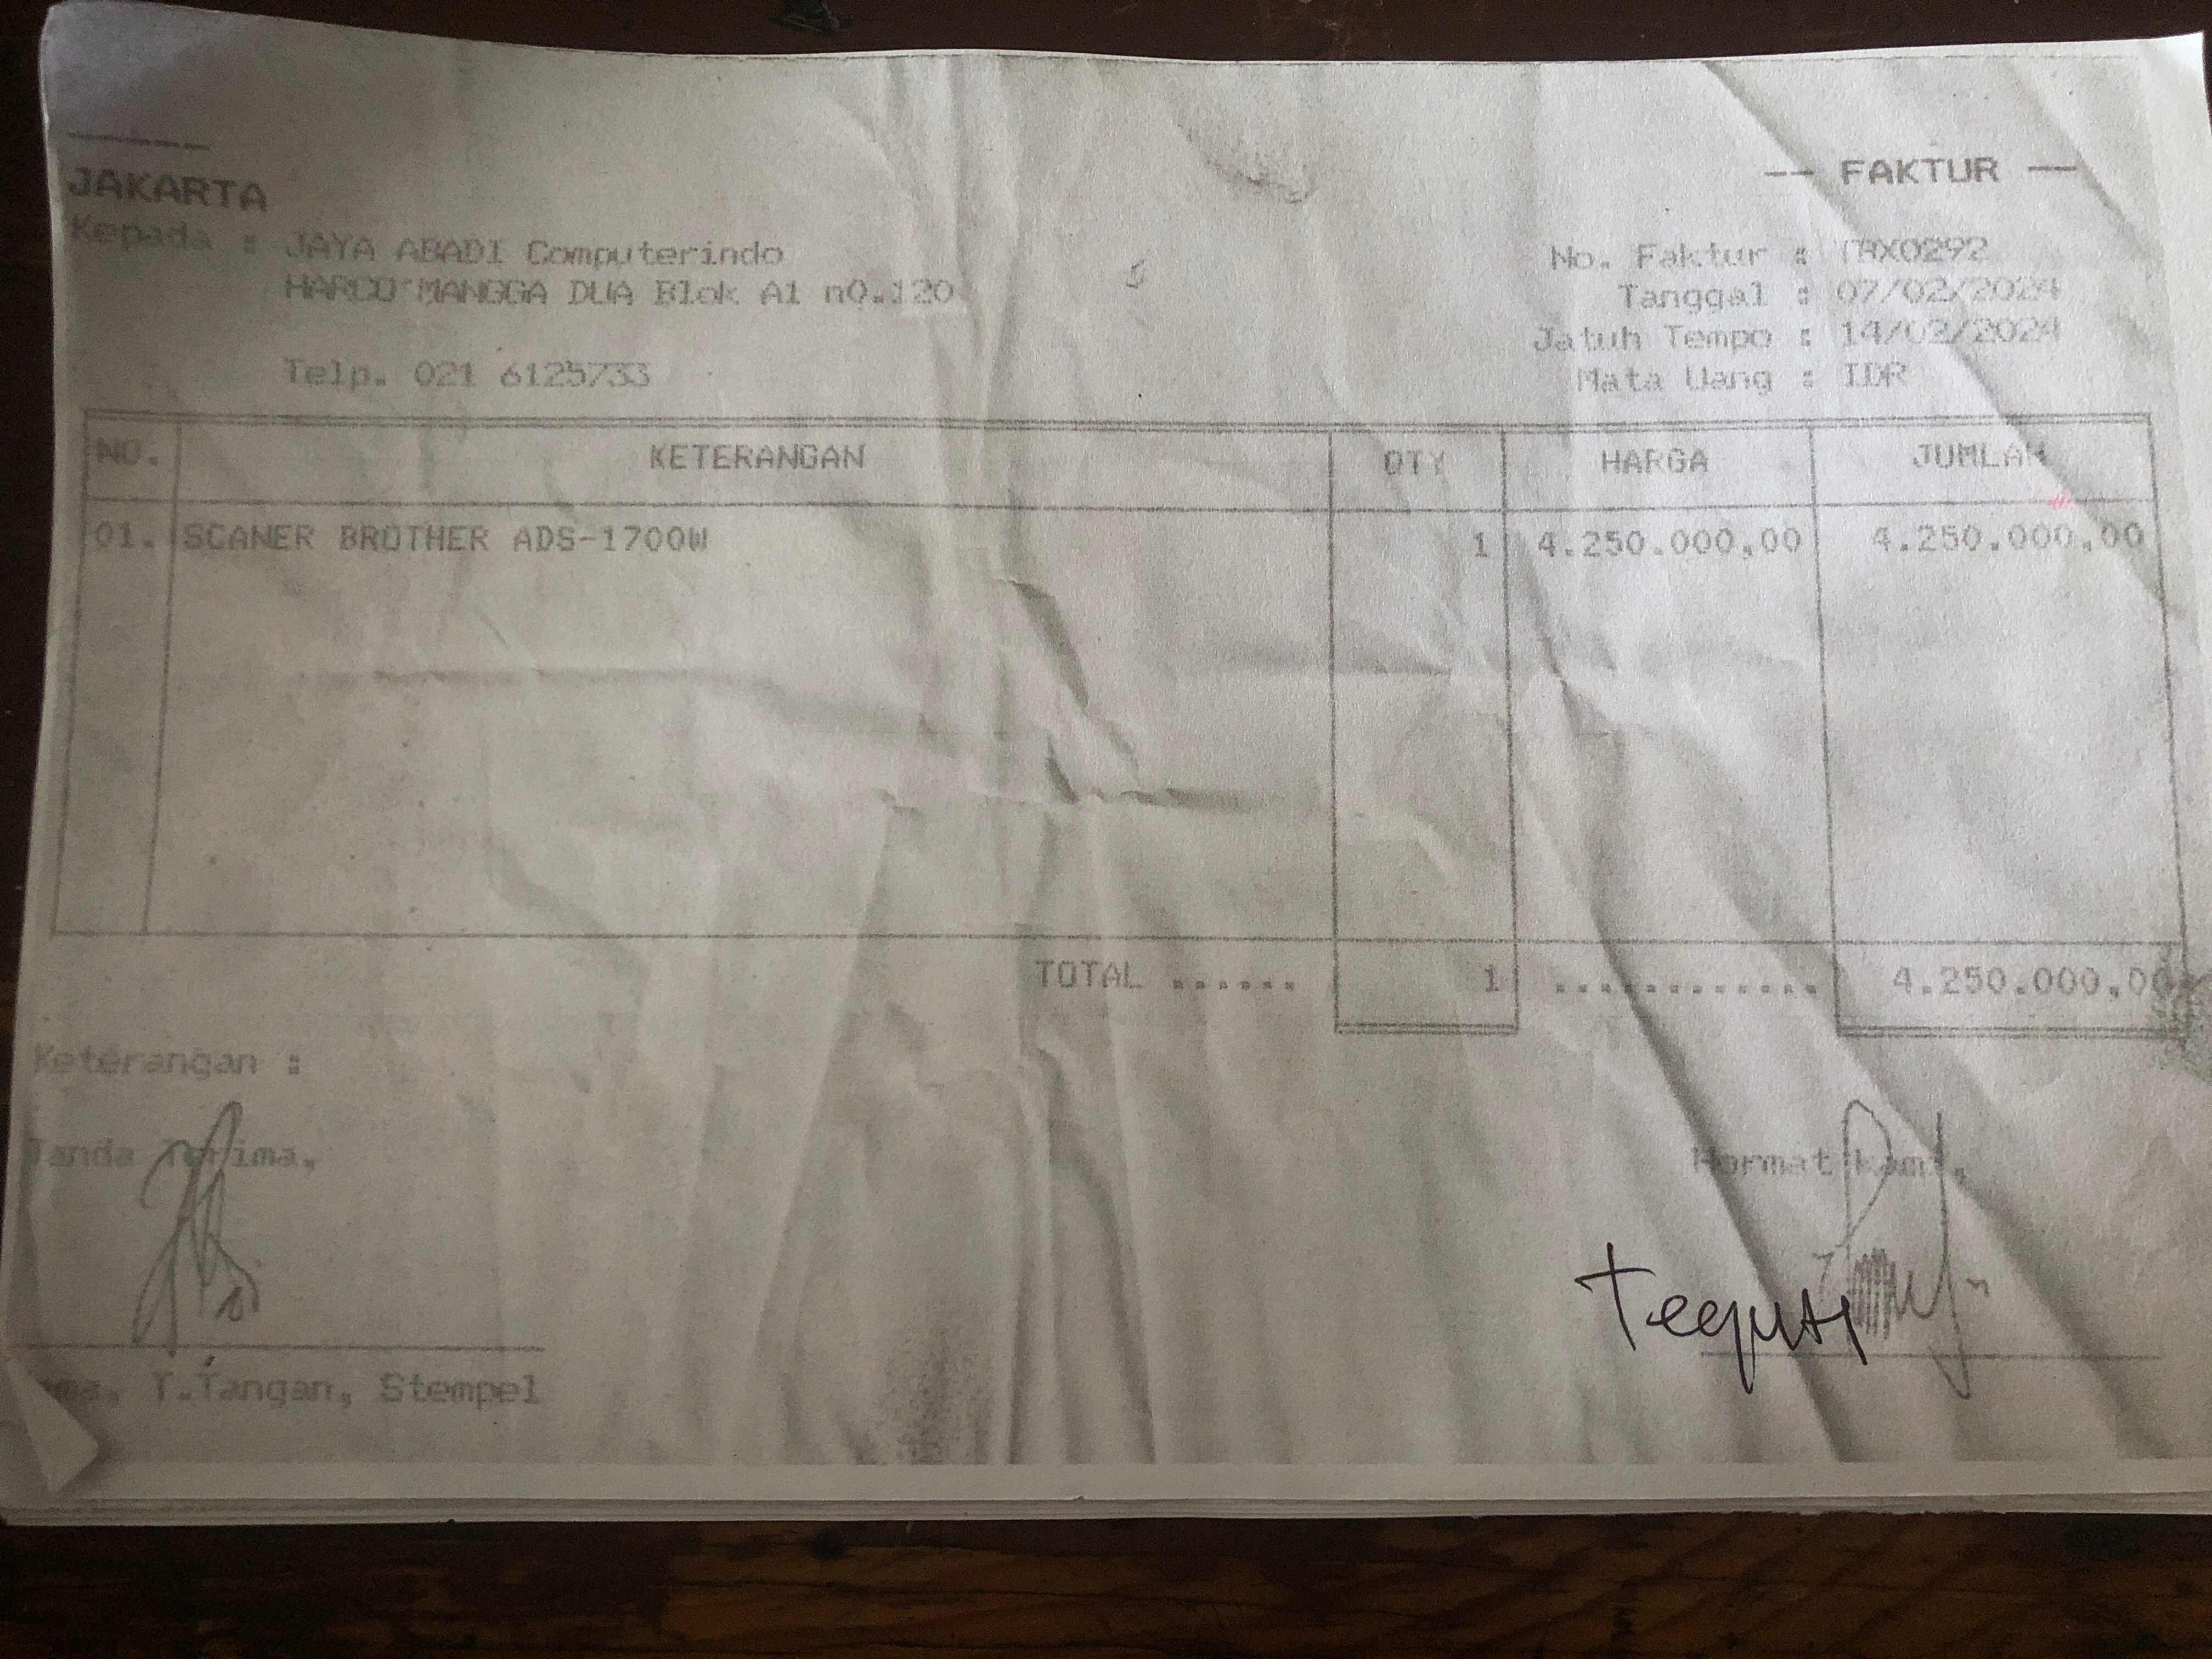 JAKARTA
-- FAKTUR --
Kepada : JAYA ABADI Computerindo
HARCO MANGGA DUA Blok A1 n0.120
Telp. 021 6125733
No. Faktur : TRX0292
Tanggal : 07/02/2024
Jatuh Tempo : 14/02/2024
Mata Uang : IDR
NO. KETERANGAN QTY HARGA JUMLAH
01. SCANER BROTHER ADS-1700W 1 4.250.000,00 4.250.000,00
TOTAL ...... 1 ............ 4.250.000,00
Keterangan :
Tanda Terima,
Hormat kami,
T.Tangan, Stempel